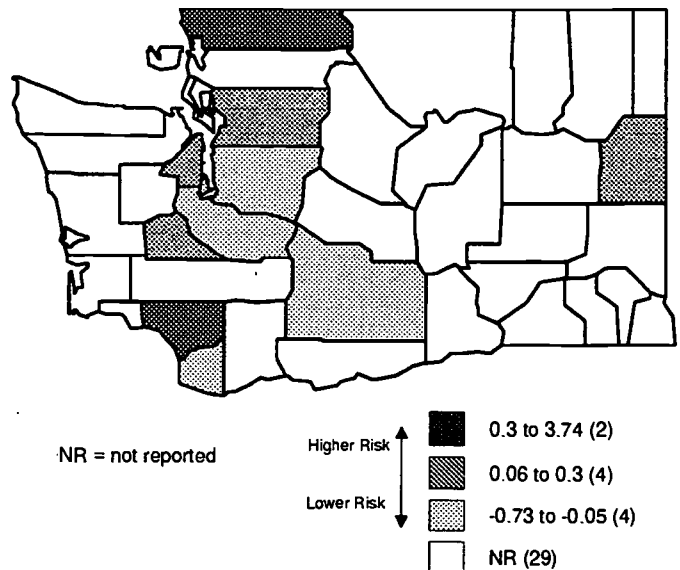 NR = not reported
Higher Risk
Lower Risk
0.3 to 3.74 (2)
0.06 to 0.3 (4)
-0.73 to -0.05 (4)
NR (29)